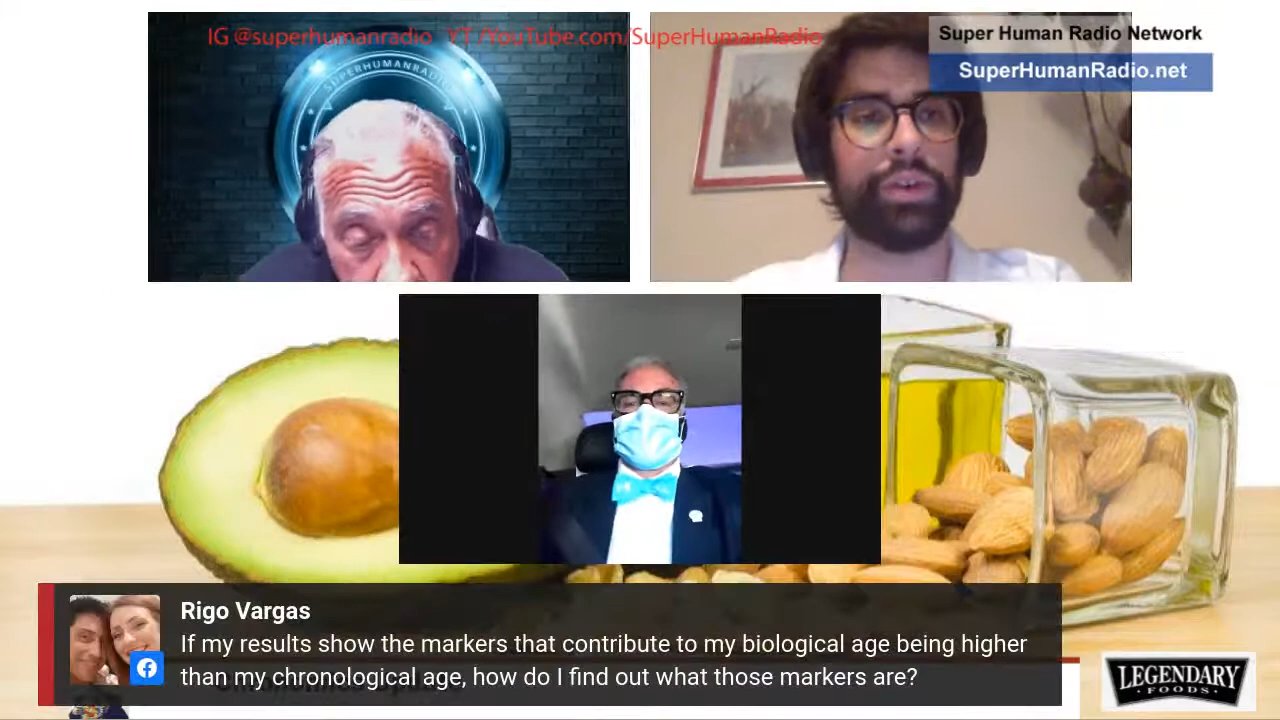 IG @superhumanradio YT /YouTube.com/SuperHumanRadio
Super Human Radio Network
SuperHumanRadio.net
SUPERHUMANRADIO
Rigo Vargas
If my results show the markers that contribute to my biological age being higher
than my chronological age, how do I find out what those markers are?
LEGENDARY
FOODS